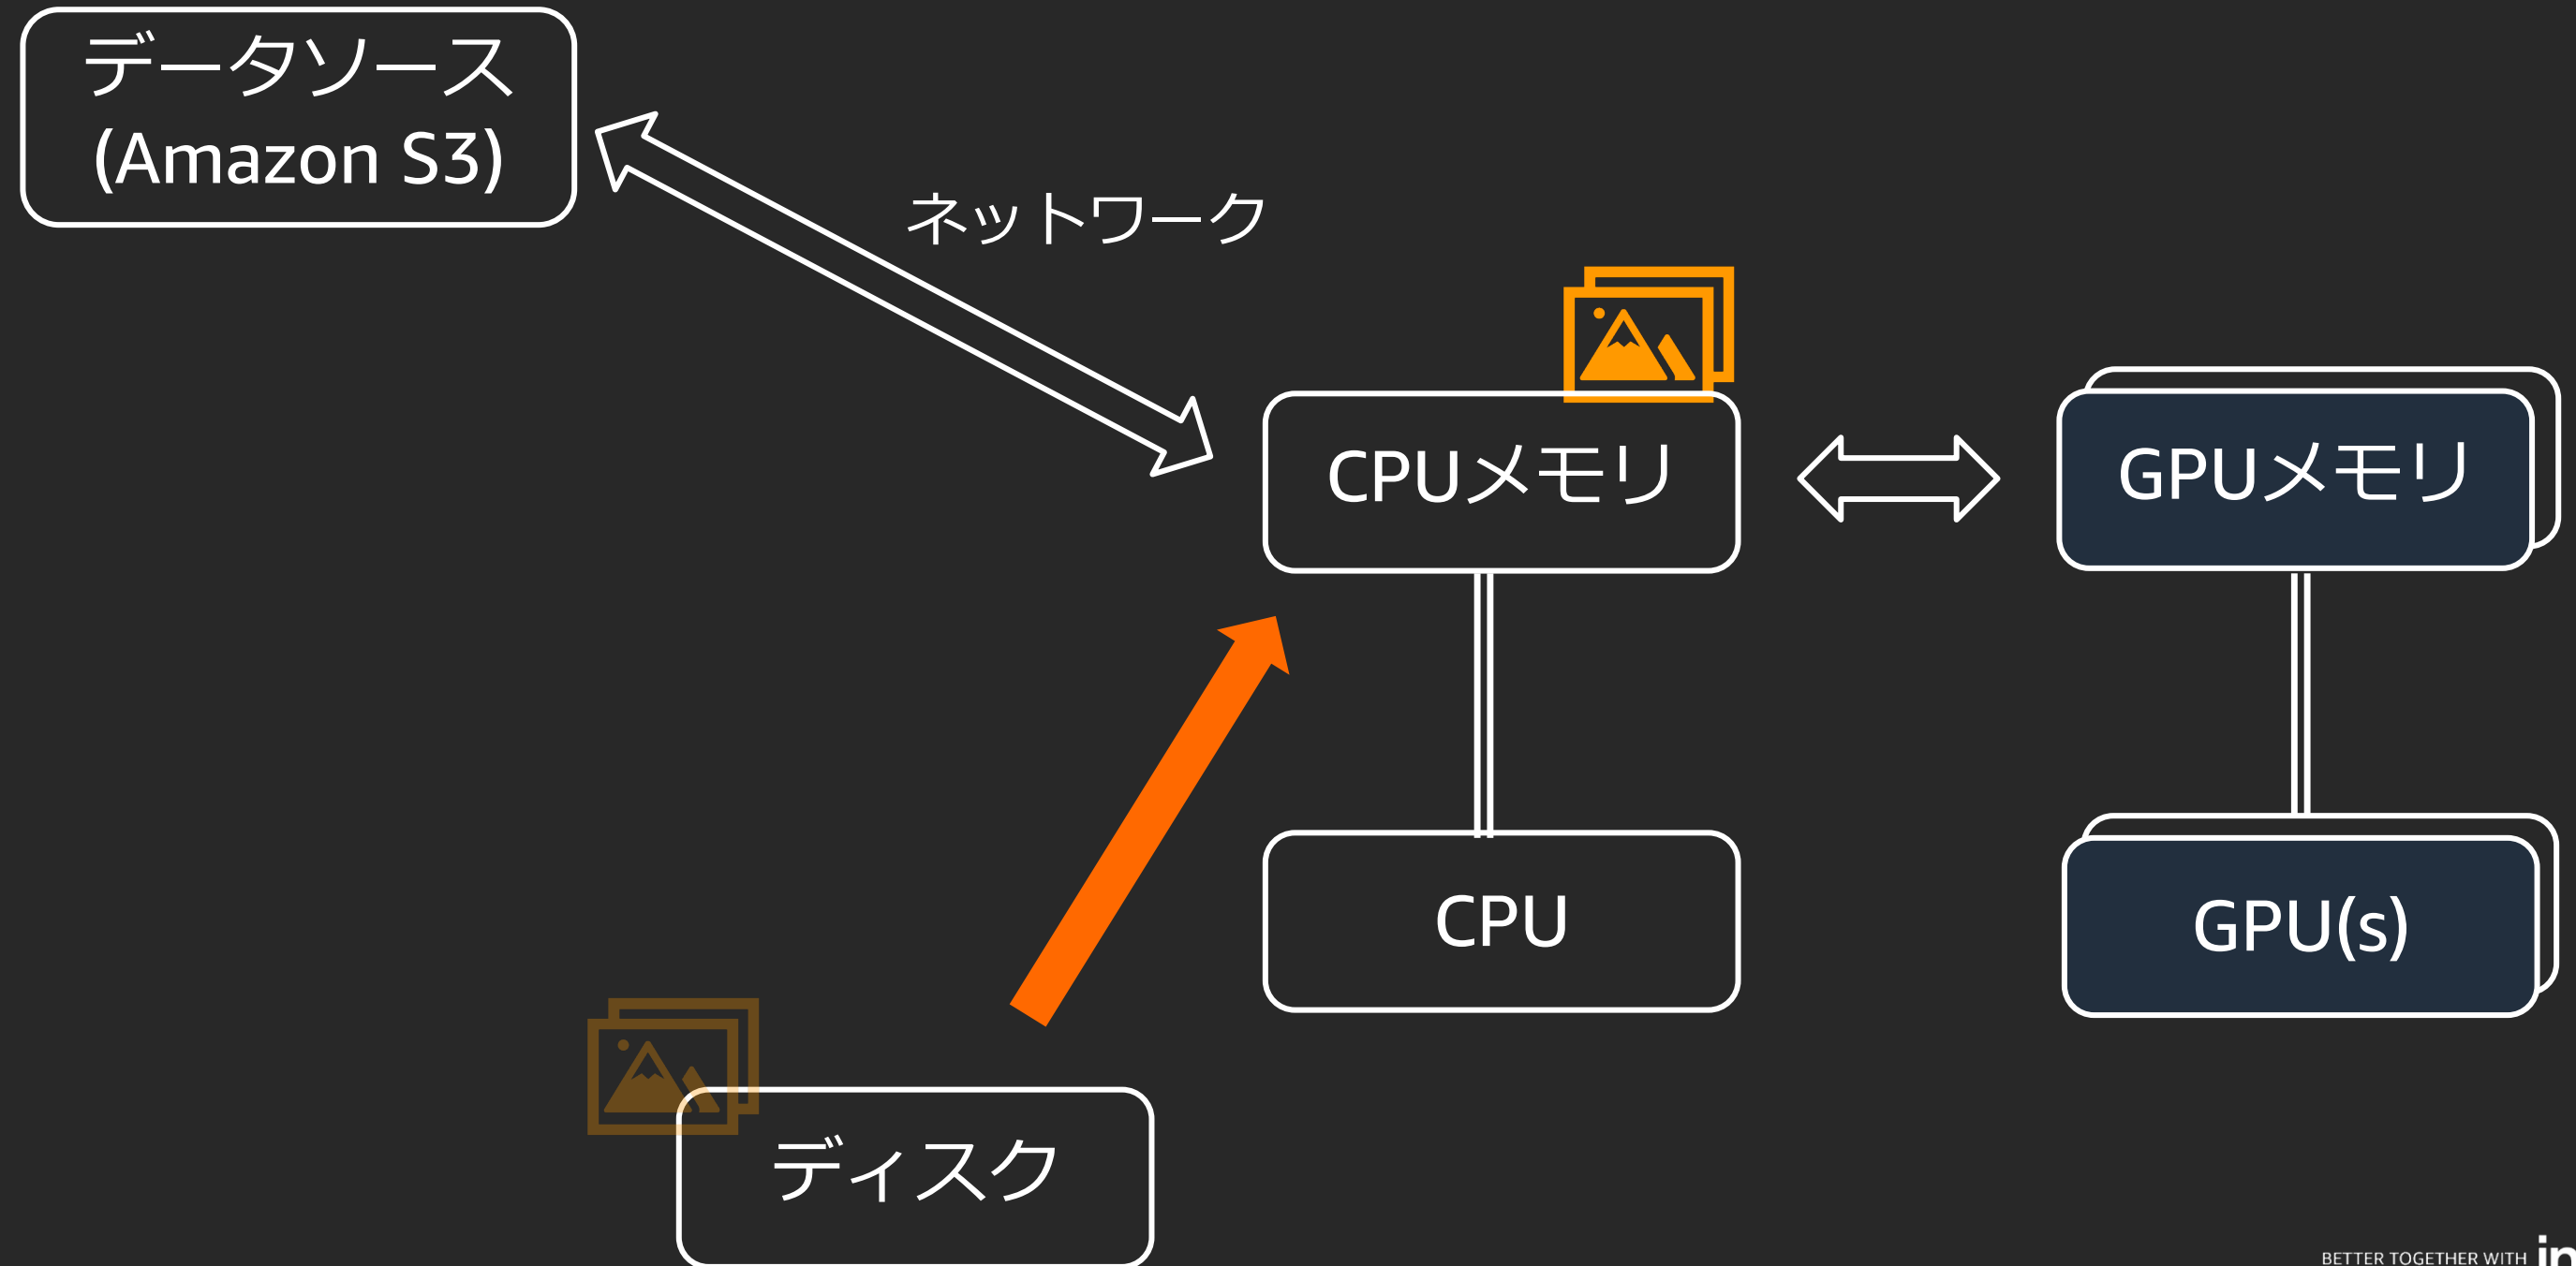 データソース
(Amazon S3)
ネットワーク
CPUメモリ
GPUメモリ
CPU
GPU(s)
ディスク
BETTER TOGETHER WITH